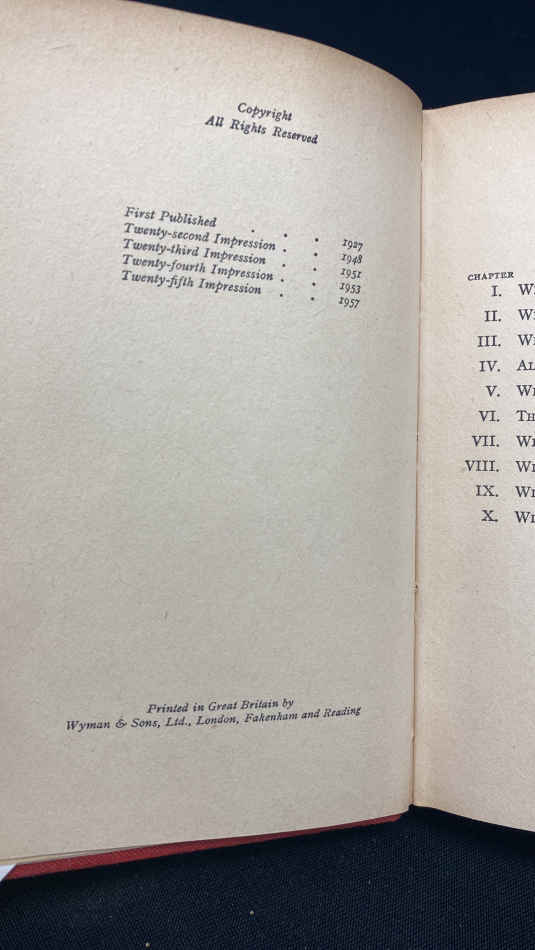 Copyright
All Rights Reserved
First Published . . . 1927
Twenty-second Impression . . 1948
Twenty-third Impression . . 1951
Twenty-fourth Impression . . 1953
Twenty-fifth Impression . . 1957
Printed in Great Britain by
Wyman & Sons, Ltd., London, Fakenham and Reading
CHAPTER
I.
II.
III.
IV.
V.
VI.
VII.
VIII.
IX.
X.